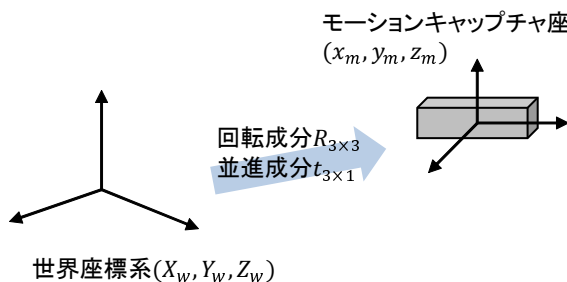 モーションキャップチャ座
(x_m, y_m, z_m)
回転成分R_{3×3}
並進成分t_{3×1}
世界座標系(X_w, Y_w, Z_w)